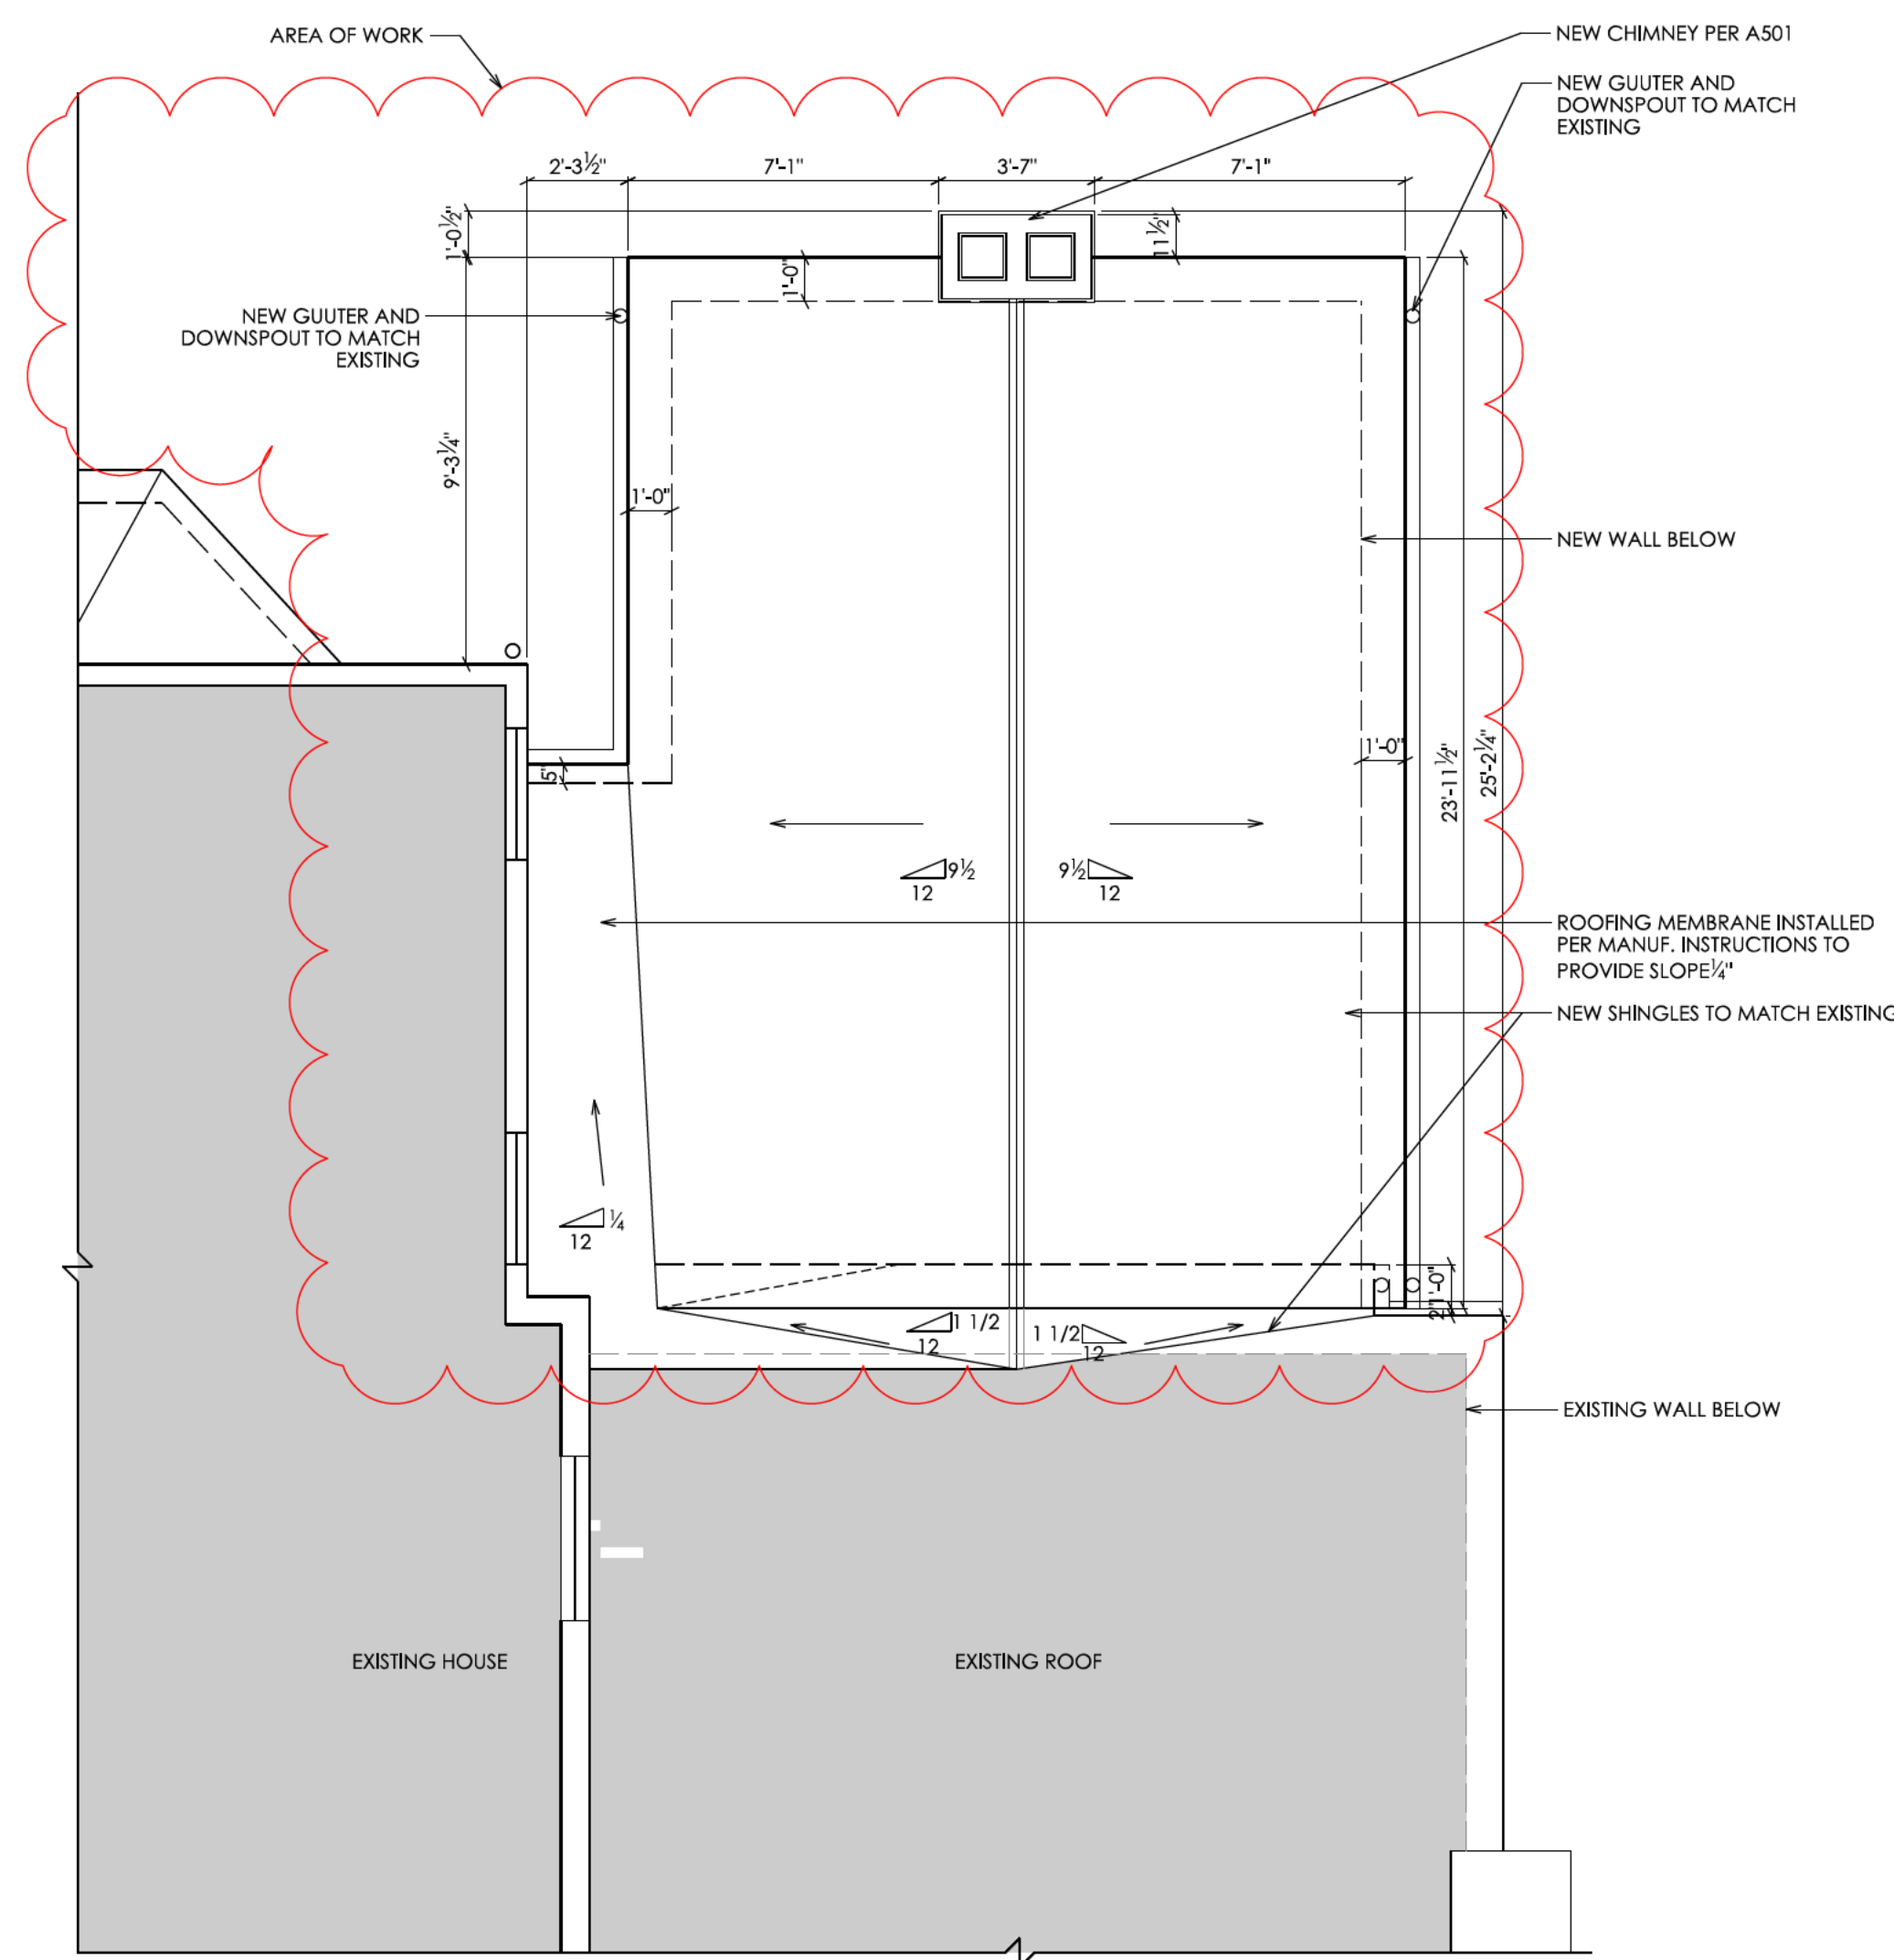 AREA OF WORK
NEW CHIMNEY PER A501
NEW GUUTER AND
DOWNSPOUT TO MATCH
EXISTING
2'-3½"
7'-1"
3'-7"
7'-1"
1'-0½"
11½"
1'-0"
NEW GUUTER AND
DOWNSPOUT TO MATCH
EXISTING
9'-3¼"
1'-0"
NEW WALL BELOW
5"
1'-0"
23'-11½"
25'-2¼"
9½
12
9½
12
ROOFING MEMBRANE INSTALLED
PER MANUF. INSTRUCTIONS TO
PROVIDE SLOPE¼"
NEW SHINGLES TO MATCH EXISTING
¼
12
1'-0"
2"
1 1/2
12
1 1/2
12
EXISTING WALL BELOW
EXISTING HOUSE
EXISTING ROOF